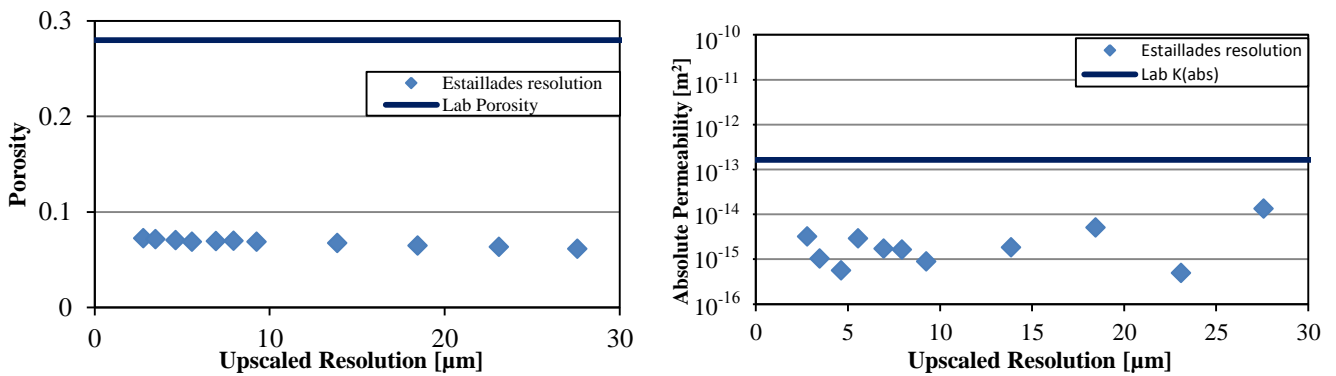 0.3
0.2
0.1
0
0
10
20
30
Porosity
Upscaled Resolution [µm]
Estaillades resolution
Lab Porosity
10-10
10-11
10-12
10-13
10-14
10-15
10-16
0
5
10
15
20
25
30
Absolute Permeability [m2]
Upscaled Resolution [µm]
Estaillades resolution
Lab K(abs)